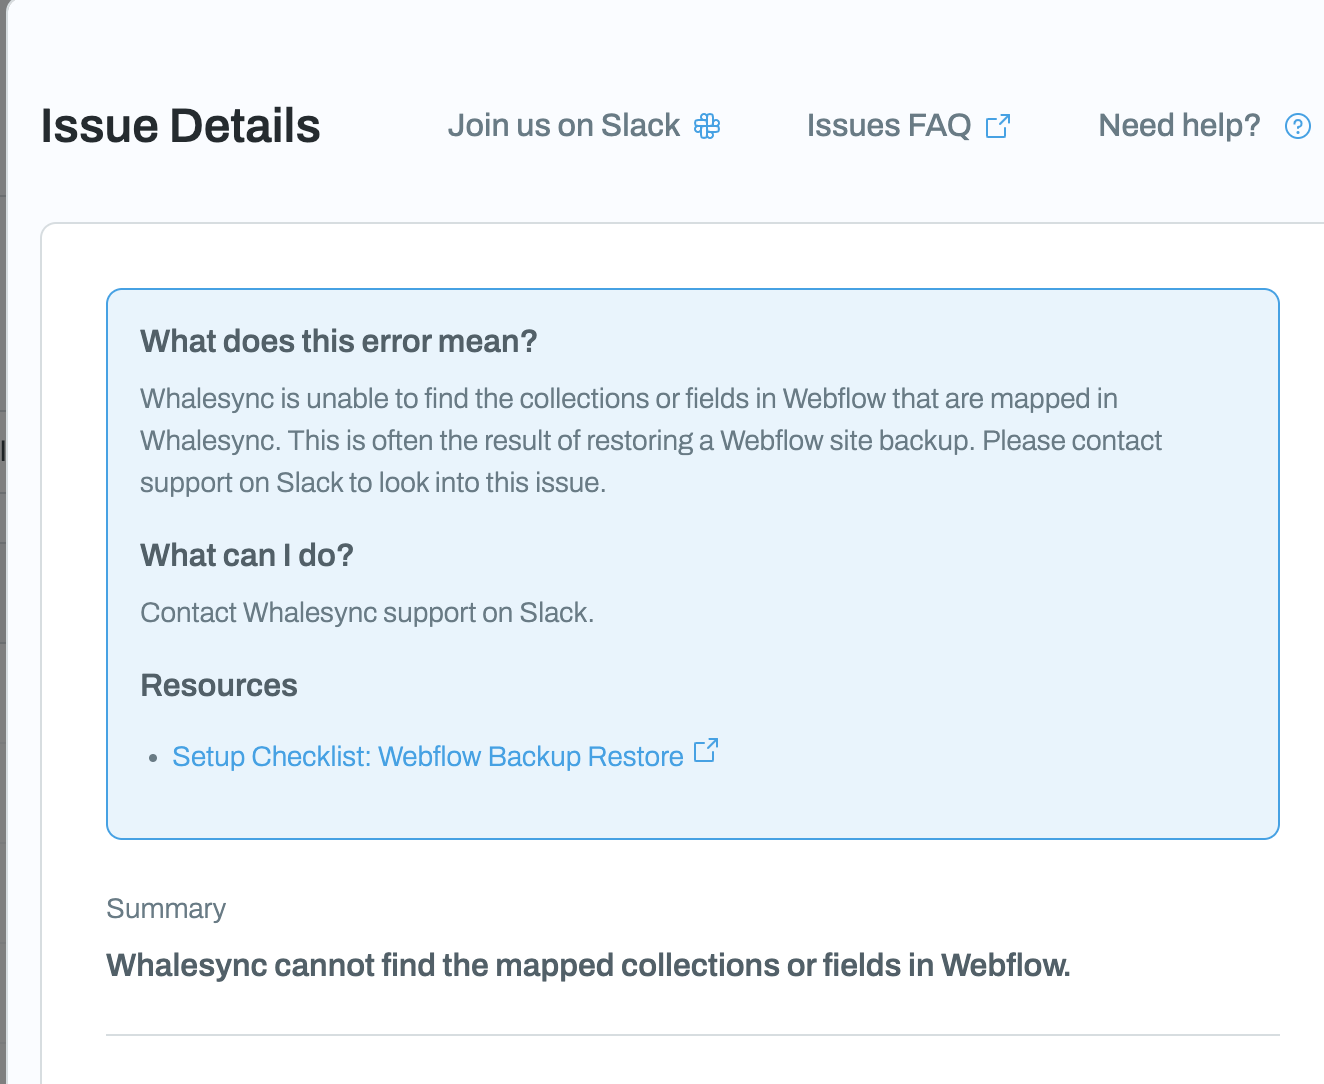 Issue Details
Join us on Slack
Issues FAQ
Need help?
What does this error mean?
Whalesync is unable to find the collections or fields in Webflow that are mapped in
Whalesync. This is often the result of restoring a Webflow site backup. Please contact
support on Slack to look into this issue.
What can I do?
Contact Whalesync support on Slack.
Resources
• Setup Checklist: Webflow Backup Restore
Summary
Whalesync cannot find the mapped collections or fields in Webflow.